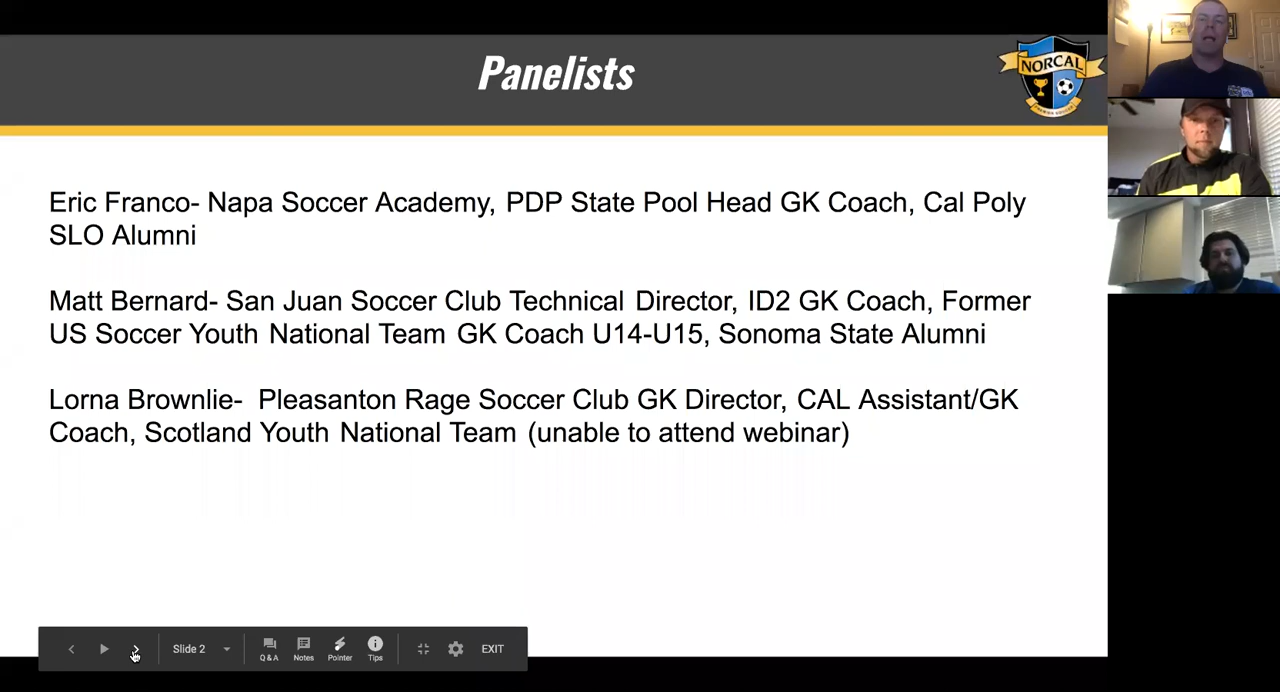 Panelists
NORCAL
PREMIER SOCCER
Eric Franco- Napa Soccer Academy, PDP State Pool Head GK Coach, Cal Poly
SLO Alumni
Matt Bernard- San Juan Soccer Club Technical Director, ID2 GK Coach, Former
US Soccer Youth National Team GK Coach U14-U15, Sonoma State Alumni
Lorna Brownlie-  Pleasanton Rage Soccer Club GK Director, CAL Assistant/GK
Coach, Scotland Youth National Team (unable to attend webinar)
Slide 2
Q & A
Notes
Pointer
Tips
EXIT